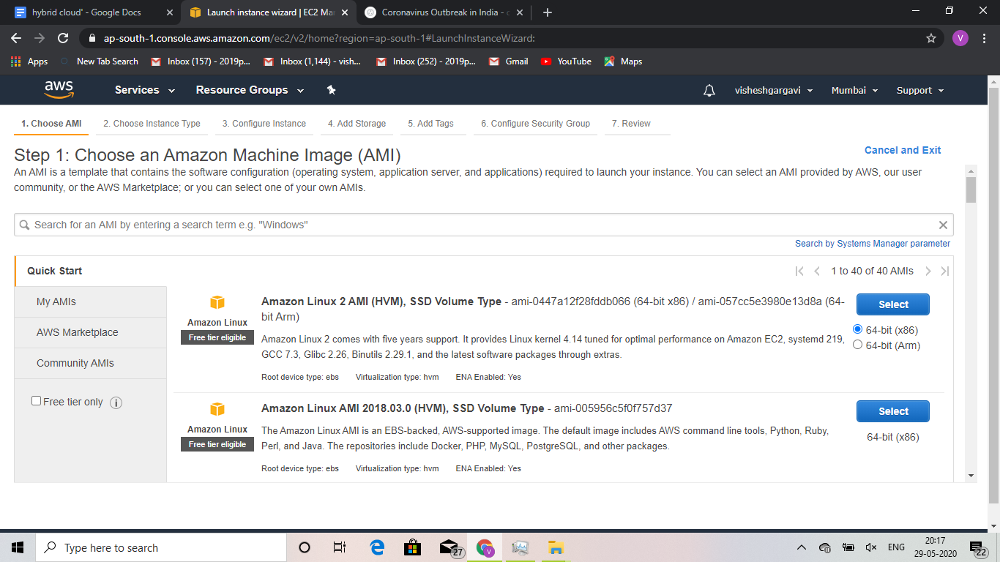 hybrid cloud' - Google Docs
Launch instance wizard | EC2 Ma
Coronavirus Outbreak in India - c
ap-south-1.console.aws.amazon.com/ec2/v2/home?region=ap-south-1#LaunchInstanceWizard:
V
Apps
New Tab Search
Inbox (157) - 2019p...
Inbox (1,144) - vish...
Inbox (252) - 2019p...
Gmail
YouTube
Maps
aws
Services
Resource Groups
visheshgargavi
Mumbai
Support
1. Choose AMI
2. Choose Instance Type
3. Configure Instance
4. Add Storage
5. Add Tags
6. Configure Security Group
7. Review
Step 1: Choose an Amazon Machine Image (AMI)
Cancel and Exit
An AMI is a template that contains the software configuration (operating system, application server, and applications) required to launch your instance. You can select an AMI provided by AWS, our user
community, or the AWS Marketplace; or you can select one of your own AMIs.
Search for an AMI by entering a search term e.g. "Windows"
Search by Systems Manager parameter
Quick Start
My AMIs
AWS Marketplace
Community AMIs
Free tier only
1 to 40 of 40 AMIs
Amazon Linux
Free tier eligible
Amazon Linux 2 AMI (HVM), SSD Volume Type - ami-0447a12f28fddb066 (64-bit x86) / ami-057cc5e3980e13d8a (64-
bit Arm)
Amazon Linux 2 comes with five years support. It provides Linux kernel 4.14 tuned for optimal performance on Amazon EC2, systemd 219,
GCC 7.3, Glibc 2.26, Binutils 2.29.1, and the latest software packages through extras.
Root device type: ebs
Virtualization type: hvm
ENA Enabled: Yes
Select
64-bit (x86)
64-bit (Arm)
Amazon Linux
Free tier eligible
Amazon Linux AMI 2018.03.0 (HVM), SSD Volume Type - ami-005956c5f0f757d37
The Amazon Linux AMI is an EBS-backed, AWS-supported image. The default image includes AWS command line tools, Python, Ruby,
Perl, and Java. The repositories include Docker, PHP, MySQL, PostgreSQL, and other packages.
Root device type: ebs
Virtualization type: hvm
ENA Enabled: Yes
Select
64-bit (x86)
Type here to search
27
V
ENG
20:17
29-05-2020
22